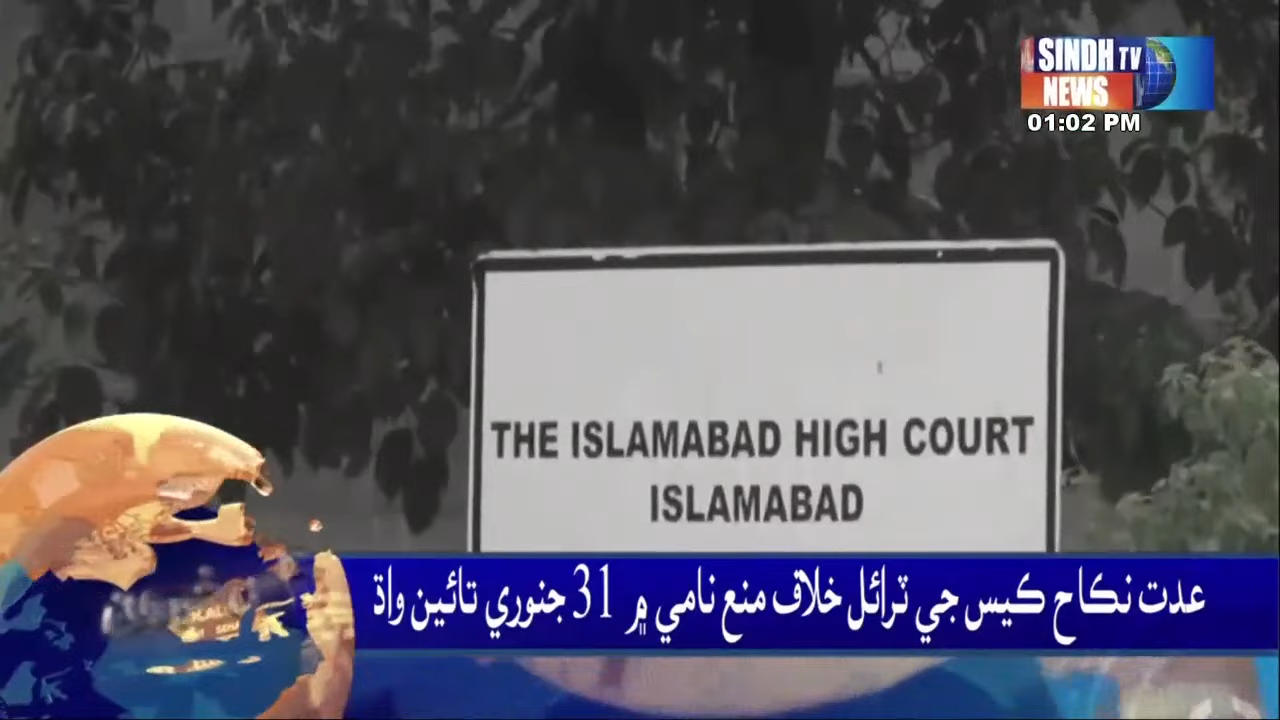 SINDH TV
NEWS
01:02 PM
THE ISLAMABAD HIGH COURT
ISLAMABAD
عدت نڪاح ڪيس جي ٽرائل خلاف منع نامي ۾ 31 جنوري تائين واڌ